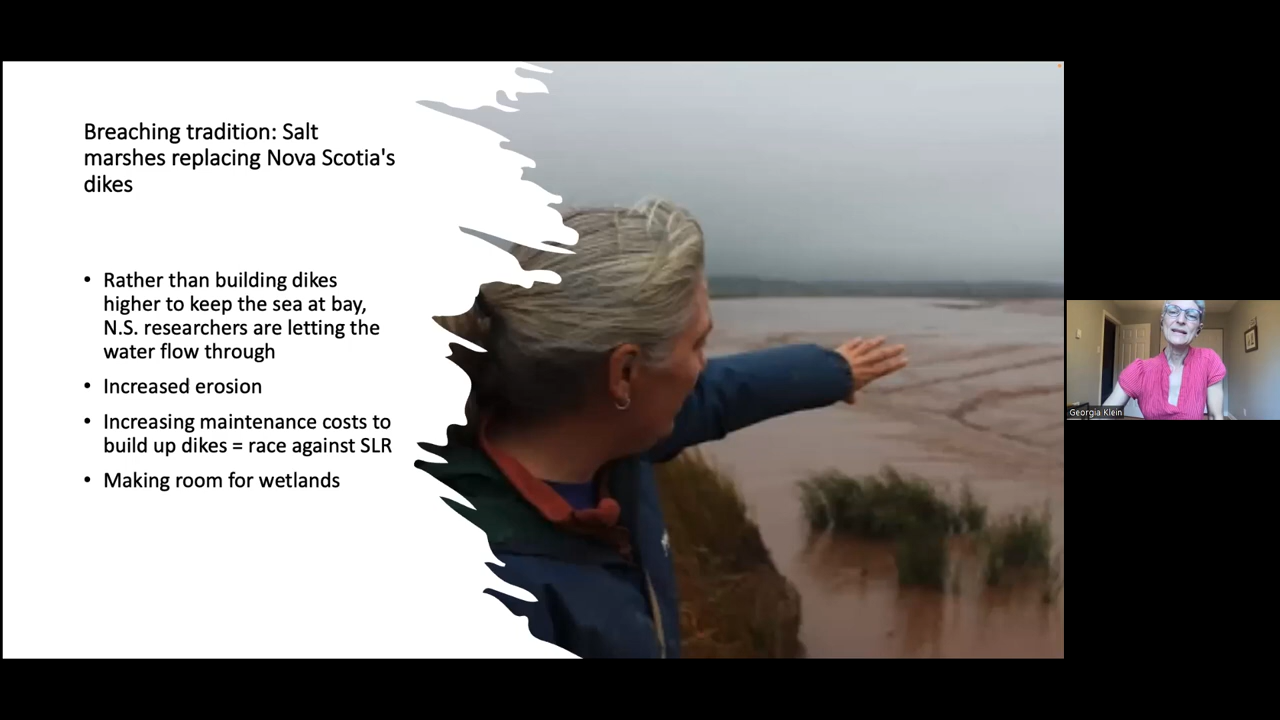 Breaching tradition: Salt
marshes replacing Nova Scotia's
dikes
• Rather than building dikes
higher to keep the sea at bay,
N.S. researchers are letting the
water flow through
• Increased erosion
• Increasing maintenance costs to
build up dikes = race against SLR
• Making room for wetlands
Georgia Klein